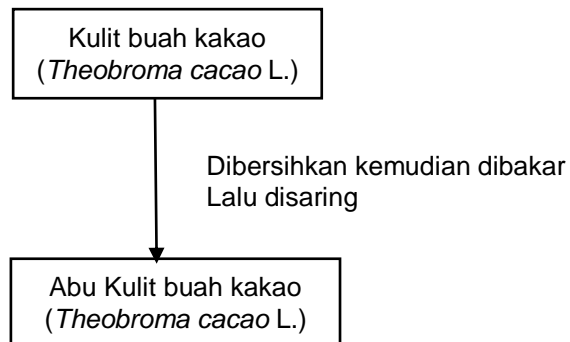 Kulit buah kakao
(Theobroma cacao L.)
Dibersihkan kemudian dibakar
Lalu disaring
Abu Kulit buah kakao
(Theobroma cacao L.)